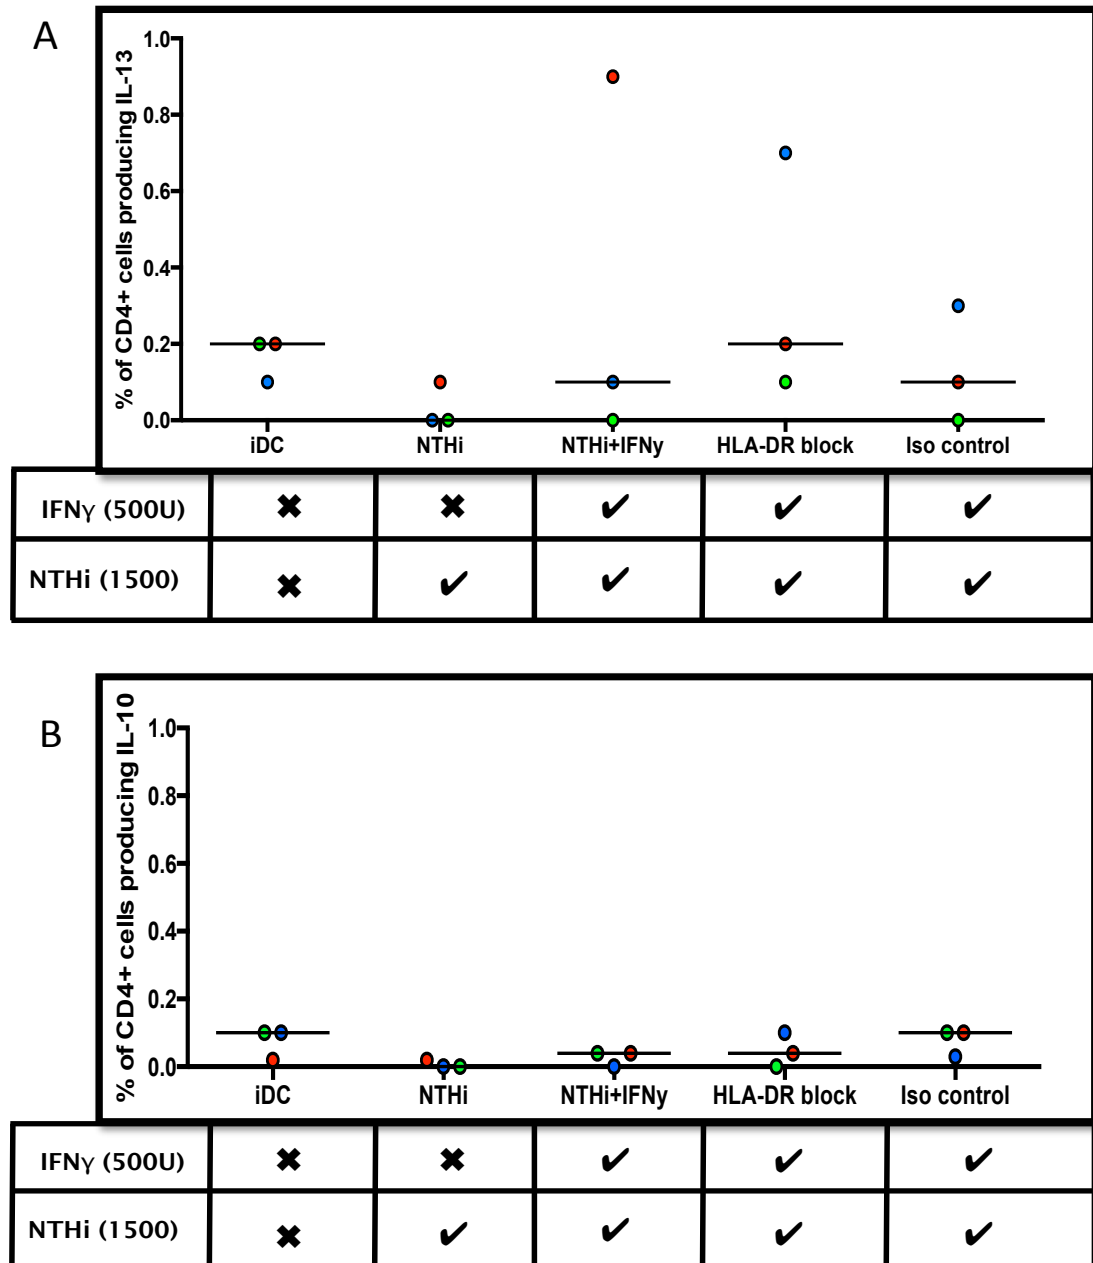 A
% of CD4+ cells producing IL-13
1.0
0.8
0.6
0.4
0.2
0.0
iDC NTHi NTHi+IFNy HLA-DR block Iso control
IFNγ (500U) ✖ ✖ ✔ ✔ ✔
NTHi (1500) ✖ ✔ ✔ ✔ ✔
B
% of CD4+ cells producing IL-10
1.0
0.8
0.6
0.4
0.2
0.0
iDC NTHi NTHi+IFNy HLA-DR block Iso control
IFNγ (500U) ✖ ✖ ✔ ✔ ✔
NTHi (1500) ✖ ✔ ✔ ✔ ✔